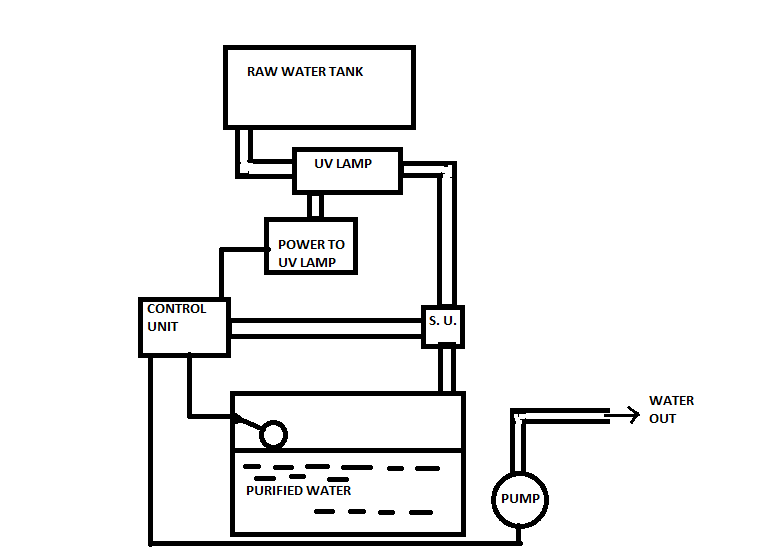 RAW WATER TANK
UV LAMP
POWER TO
UV LAMP
CONTROL
UNIT
S. U.
WATER
OUT
PURIFIED WATER
PUMP